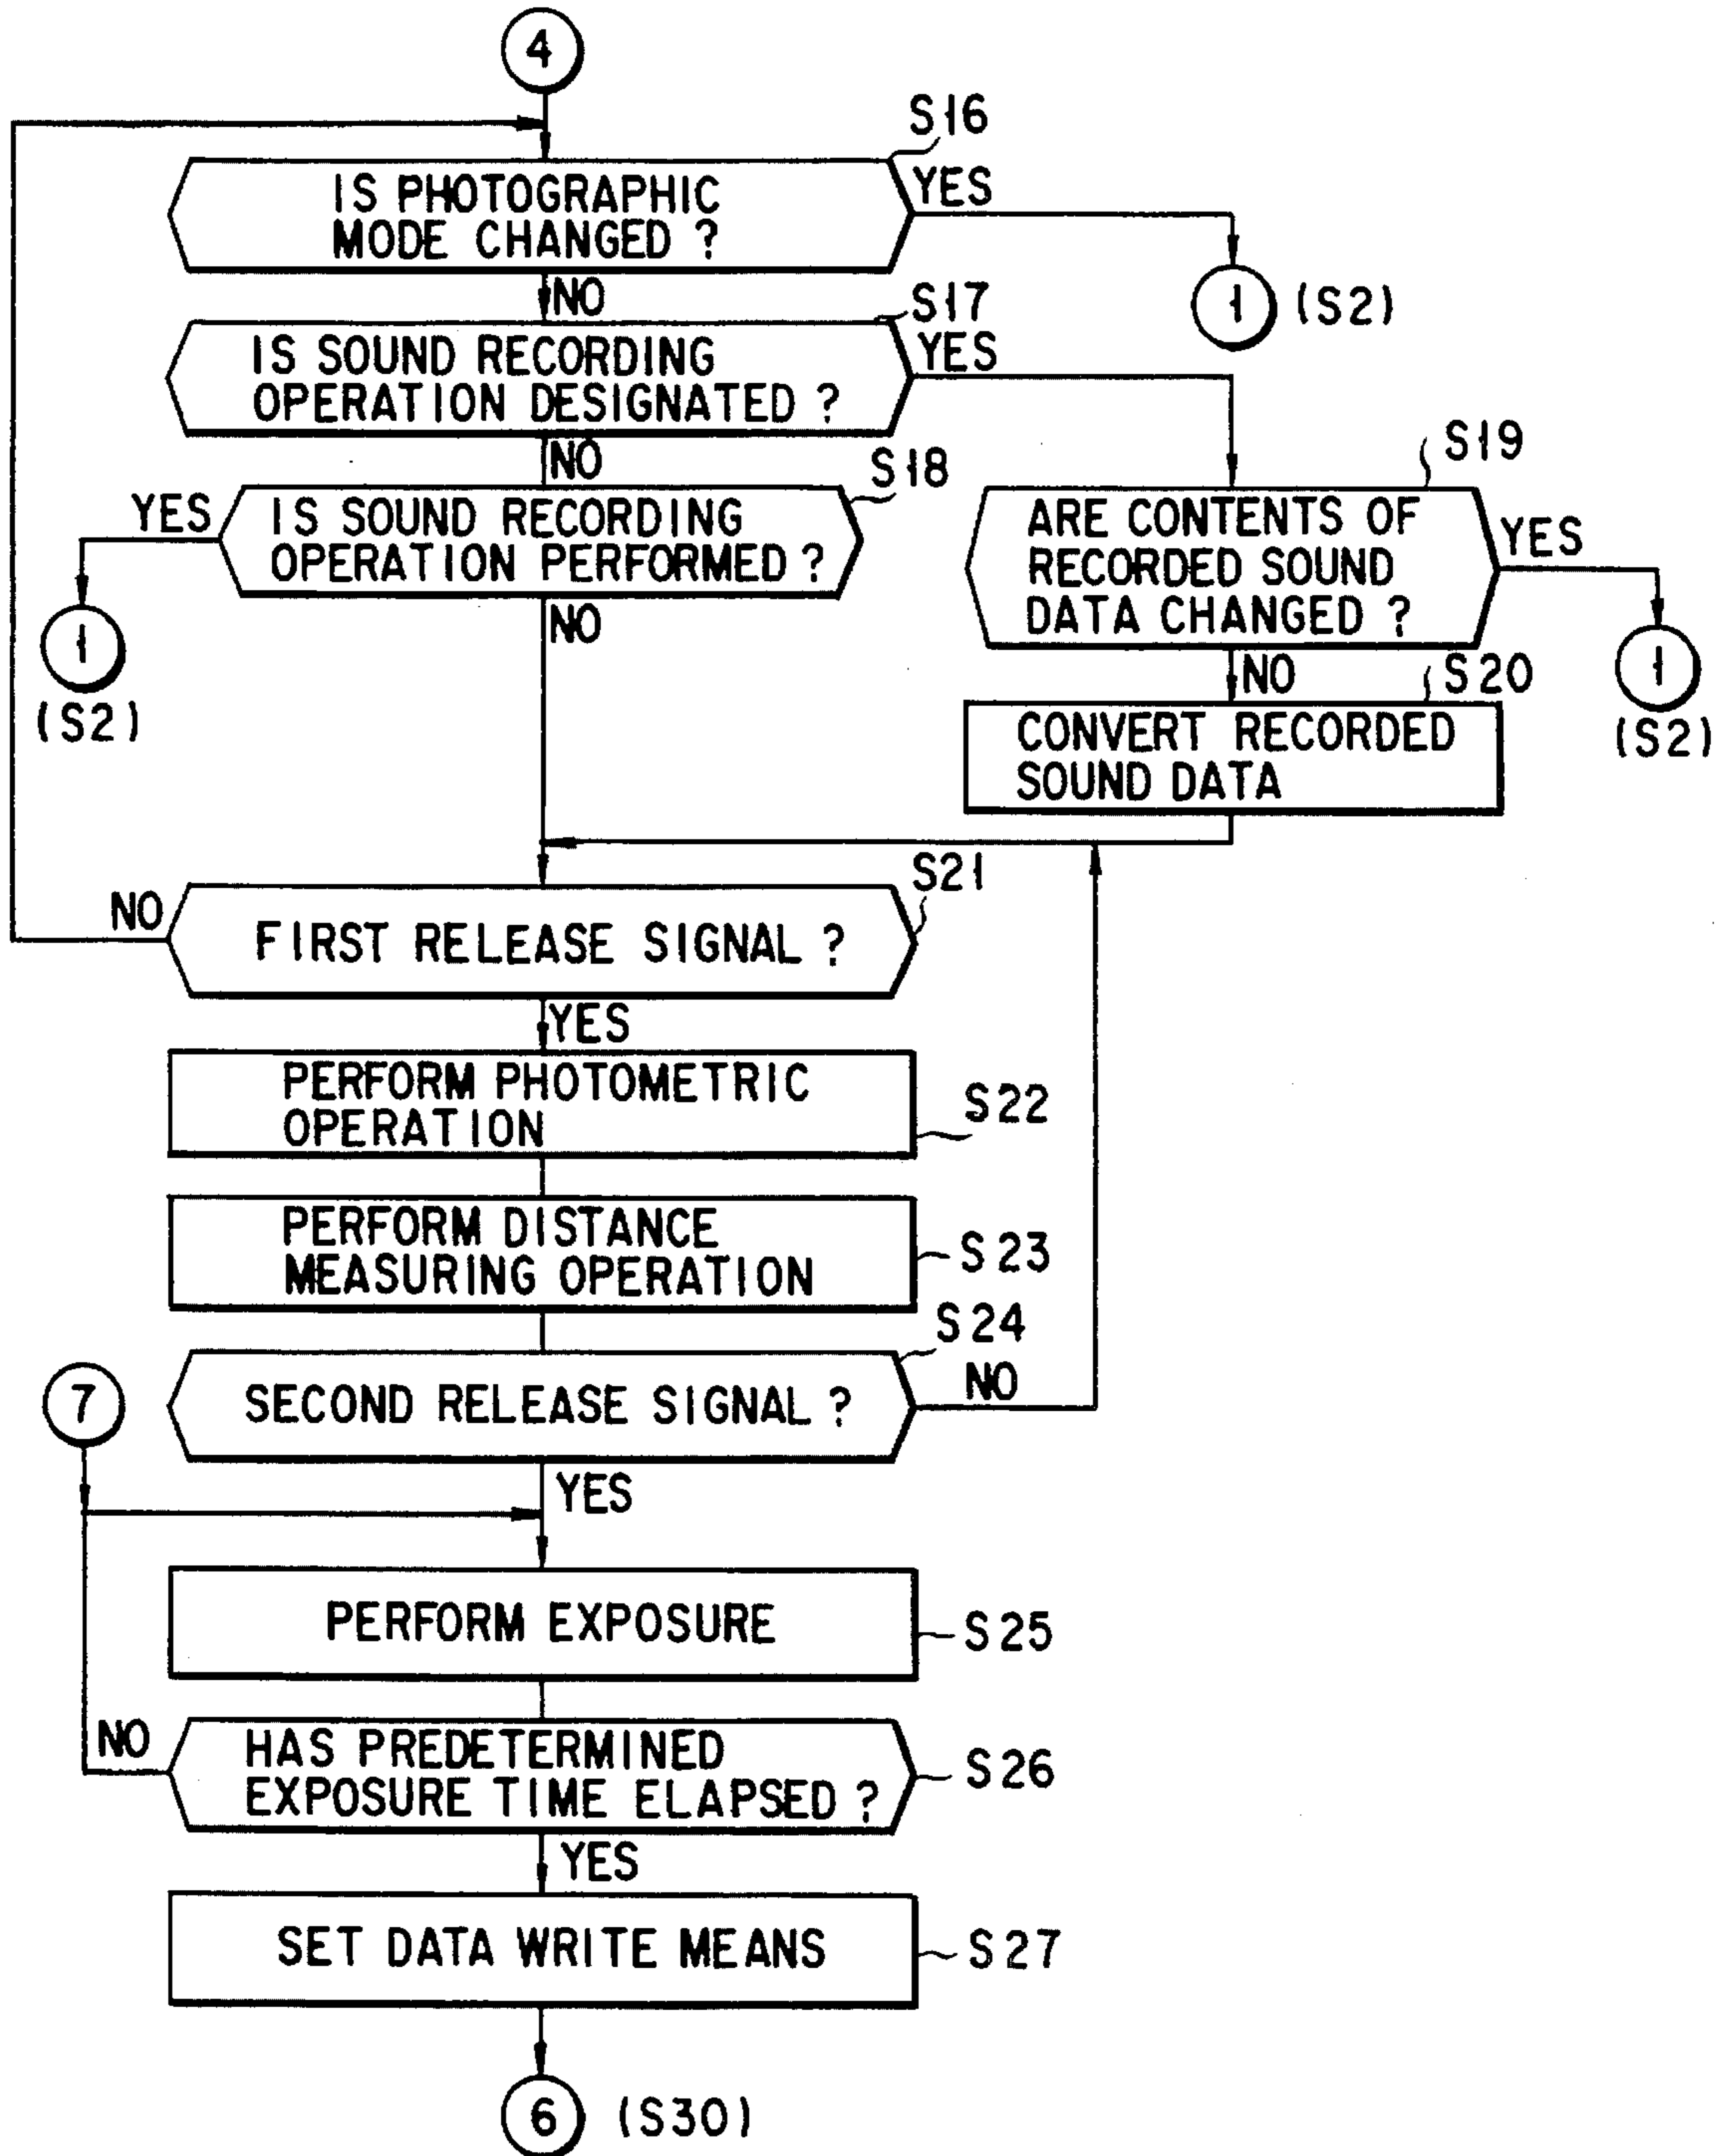 4
S16
IS PHOTOGRAPHIC
MODE CHANGED ?
YES
1 (S2)
NO
S17
IS SOUND RECORDING
OPERATION DESIGNATED ?
YES
NO
S18
IS SOUND RECORDING
OPERATION PERFORMED ?
YES
1
(S2)
NO
S19
ARE CONTENTS OF
RECORDED SOUND
DATA CHANGED ?
YES
1
(S2)
NO
S20
CONVERT RECORDED
SOUND DATA
S21
FIRST RELEASE SIGNAL ?
NO
YES
PERFORM PHOTOMETRIC
OPERATION
S22
PERFORM DISTANCE
MEASURING OPERATION
S23
S24
SECOND RELEASE SIGNAL ?
NO
7
YES
PERFORM EXPOSURE
S25
HAS PREDETERMINED
EXPOSURE TIME ELAPSED ?
S26
NO
YES
SET DATA WRITE MEANS
S27
6 (S30)